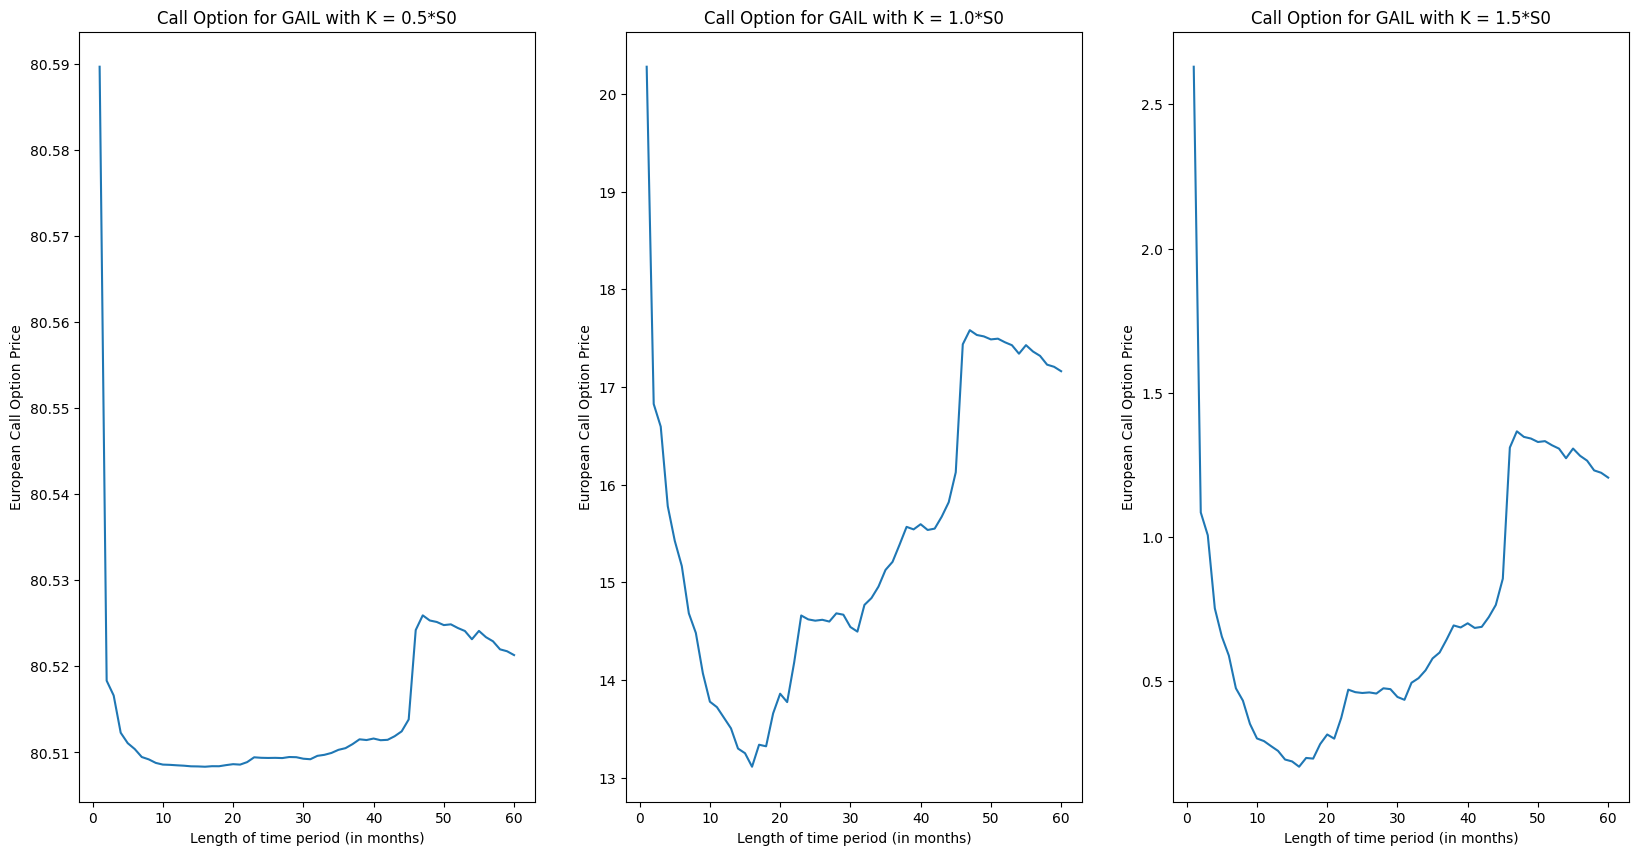 Call Option for GAIL with K = 0.5*S0
80.59
80.58
80.57
80.56
80.55
80.54
80.53
80.52
80.51
European Call Option Price
0 10 20 30 40 50 60
Length of time period (in months)
Call Option for GAIL with K = 1.0*S0
20
19
18
17
16
15
14
13
European Call Option Price
0 10 20 30 40 50 60
Length of time period (in months)
Call Option for GAIL with K = 1.5*S0
2.5
2.0
1.5
1.0
0.5
European Call Option Price
0 10 20 30 40 50 60
Length of time period (in months)